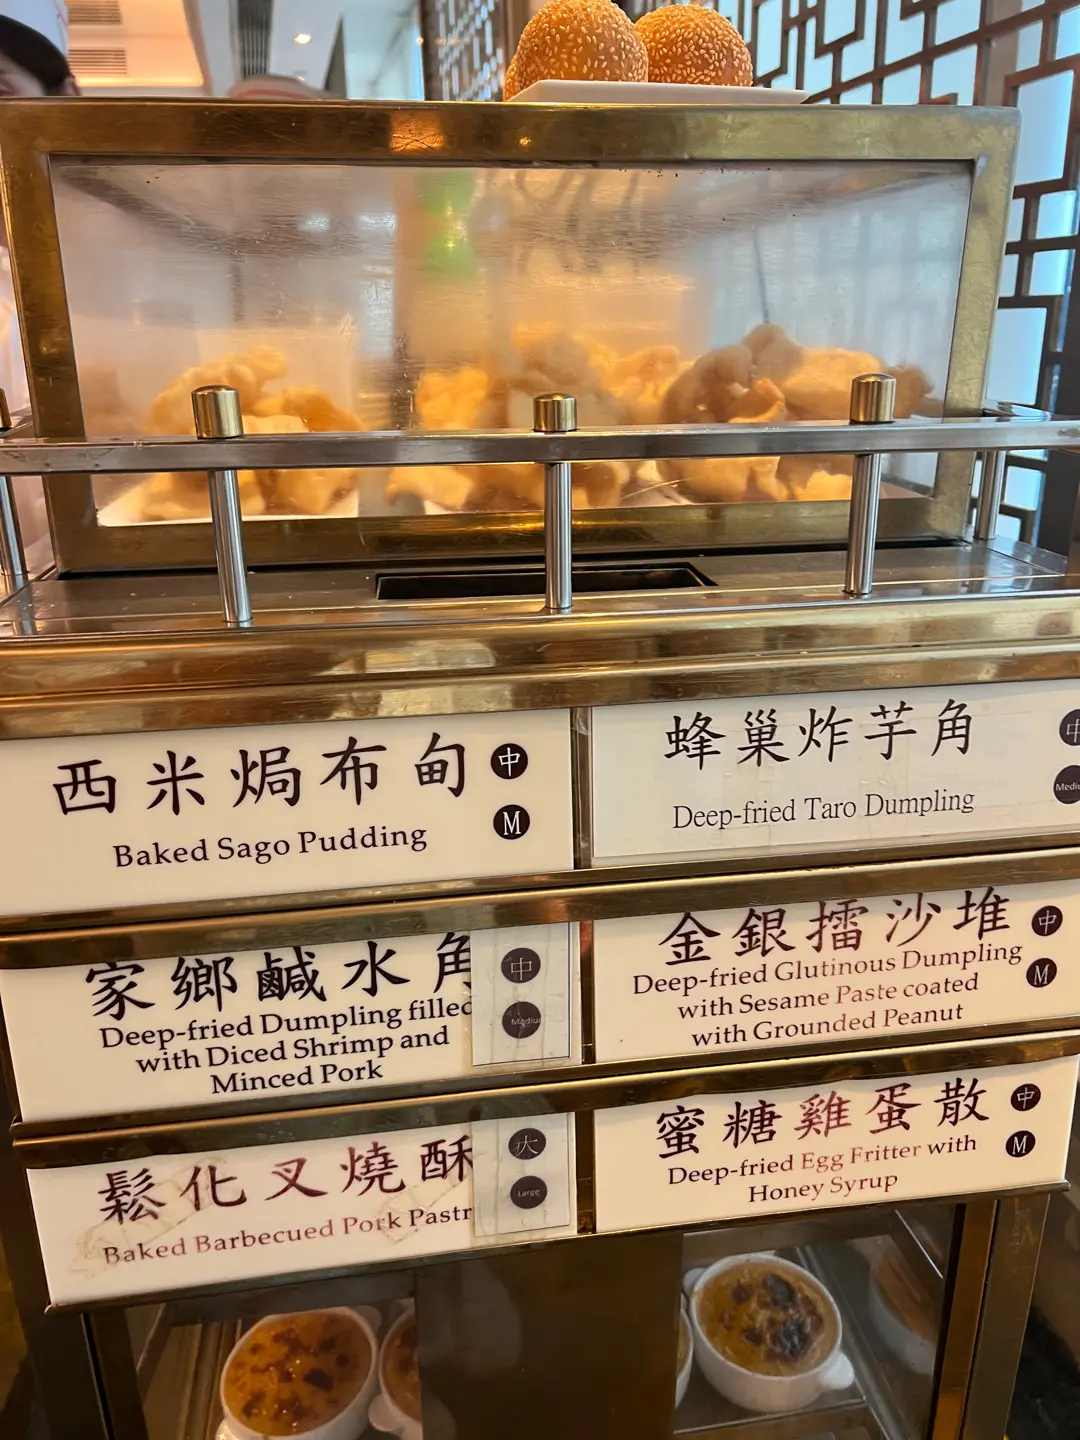 西米焗布甸 中
Baked Sago Pudding M
蜂巢炸芋角 中
Deep-fried Taro Dumpling
家鄉鹹水角 中
Deep-fried Dumpling filled Medium
with Diced Shrimp and
Minced Pork
金銀擂沙堆 中
Deep-fried Glutinous Dumpling
with Sesame Paste coated M
with Grounded Peanut
鬆化叉燒酥 大
Baked Barbecued Pork Large
蜜糖雞蛋散 中
Deep-fried Egg Fritter with M
Honey Syrup